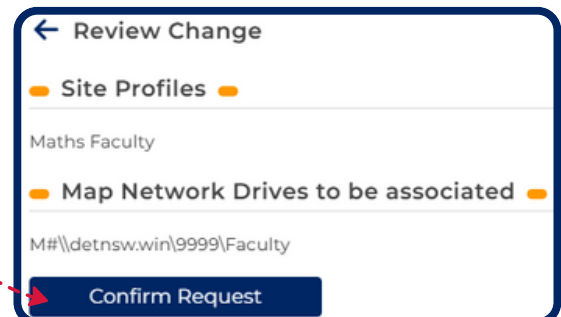 Review Change
Site Profiles
Maths Faculty
Map Network Drives to be associated
M#\\detnsw.win\9999\Faculty
Confirm Request